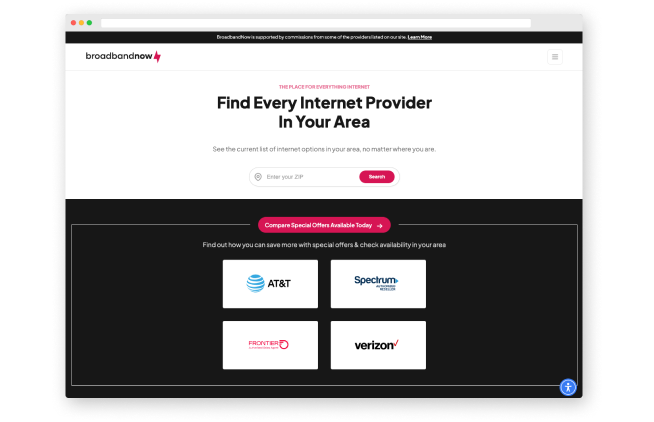 BroadbandNow is supported by commissions from some of the providers listed on our site. Learn More
broadbandnow
THE PLACE FOR EVERYTHING INTERNET
Find Every Internet Provider
In Your Area
See the current list of internet options in your area, no matter where you are.
Enter your ZIP
Search
Compare Special Offers Available Today
Find out how you can save more with special offers & check availability in your area
AT&T
Spectrum
AUTHORIZED
RESELLER
FRONTIER
verizon